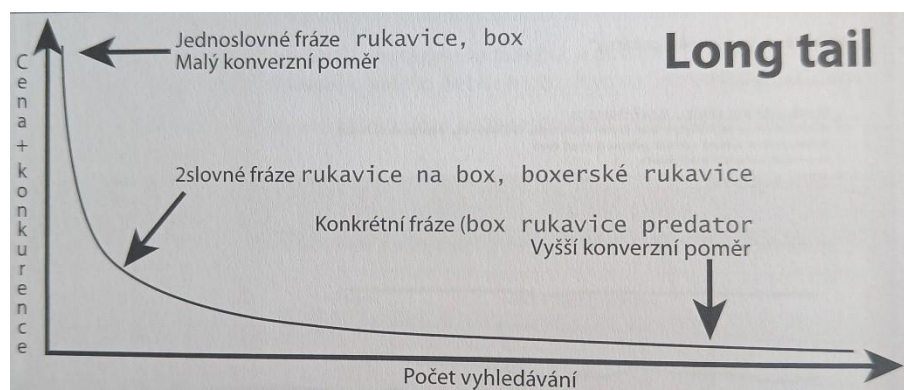 Long tail
Jednoslovné fráze rukavice, box
Malý konverzní poměr
2slovné fráze rukavice na box, boxerské rukavice
Konkrétní fráze (box rukavice predator
Vyšší konverzní poměr
Cena + konkurence
Počet vyhledávání